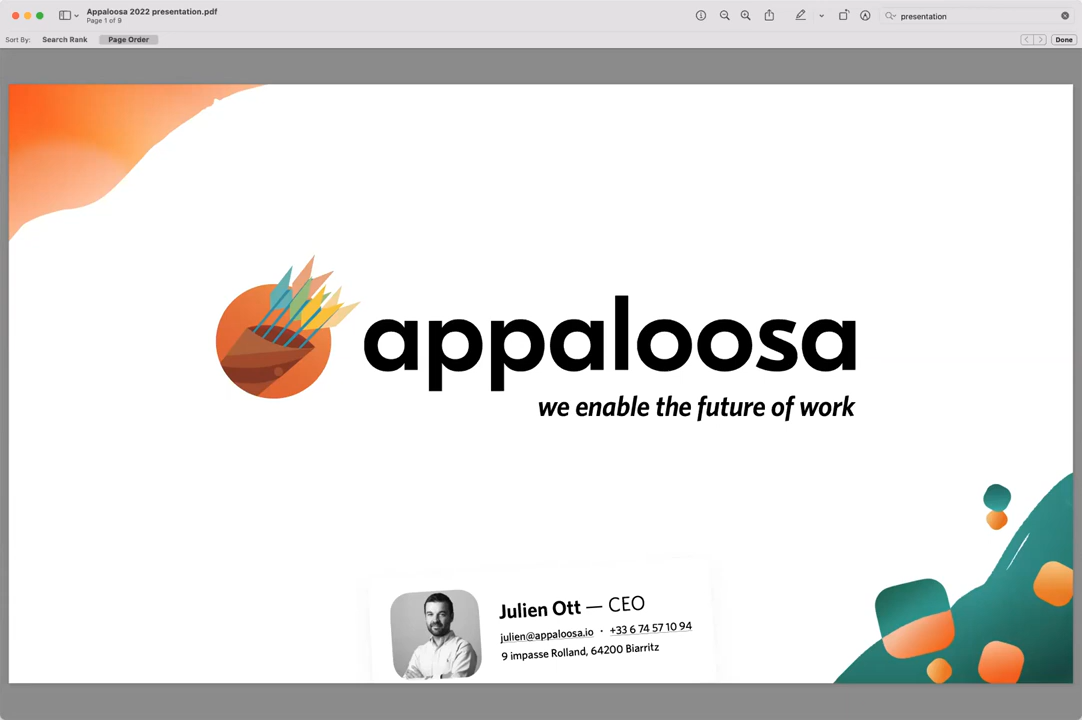 Appaloosa 2022 presentation.pdf
Page 1 of 9
presentation
Sort By: Search Rank Page Order Done
appaloosa
we enable the future of work
Julien Ott — CEO
julien@appaloosa.io · +33 6 74 57 10 94
9 impasse Rolland, 64200 Biarritz